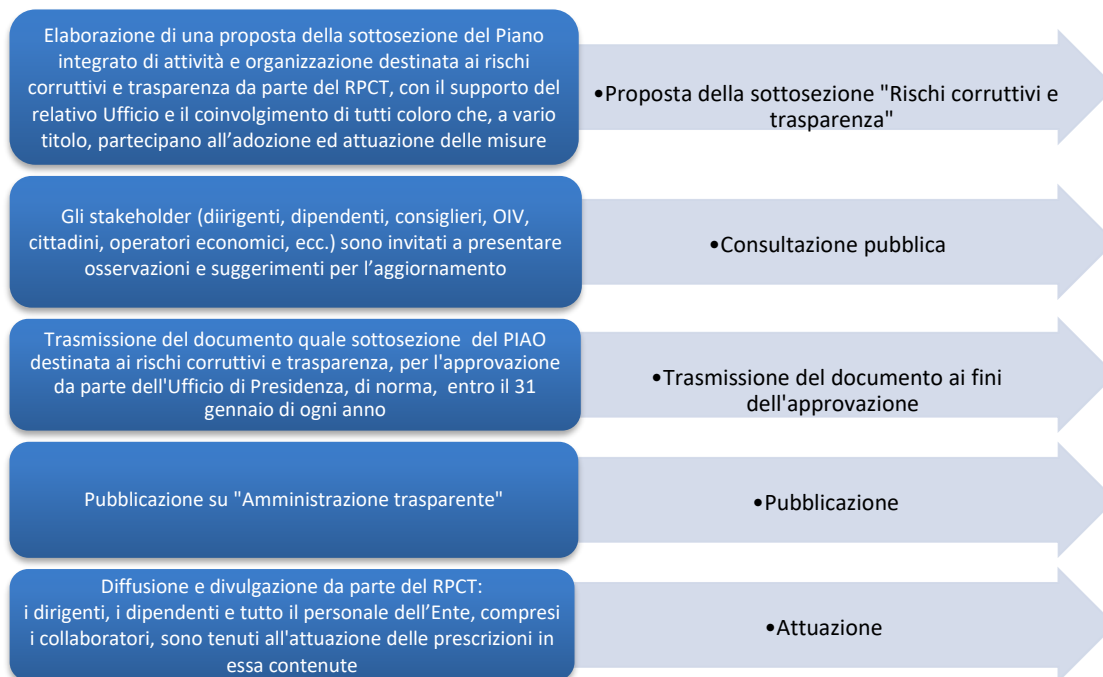 Elaborazione di una proposta della sottosezione del Piano
integrato di attività e organizzazione destinata ai rischi
corruttivi e trasparenza da parte del RPCT, con il supporto del
relativo Ufficio e il coinvolgimento di tutti coloro che, a vario
titolo, partecipano all’adozione ed attuazione delle misure
•Proposta della sottosezione "Rischi corruttivi e
trasparenza"
Gli stakeholder (diirigenti, dipendenti, consiglieri, OIV,
cittadini, operatori economici, ecc.) sono invitati a presentare
osservazioni e suggerimenti per l’aggiornamento
•Consultazione pubblica
Trasmissione del documento quale sottosezione del PIAO
destinata ai rischi corruttivi e trasparenza, per l'approvazione
da parte dell'Ufficio di Presidenza, di norma, entro il 31
gennaio di ogni anno
•Trasmissione del documento ai fini
dell'approvazione
Pubblicazione su "Amministrazione trasparente"
•Pubblicazione
Diffusione e divulgazione da parte del RPCT:
i dirigenti, i dipendenti e tutto il personale dell’Ente, compresi
i collaboratori, sono tenuti all'attuazione delle prescrizioni in
essa contenute
•Attuazione